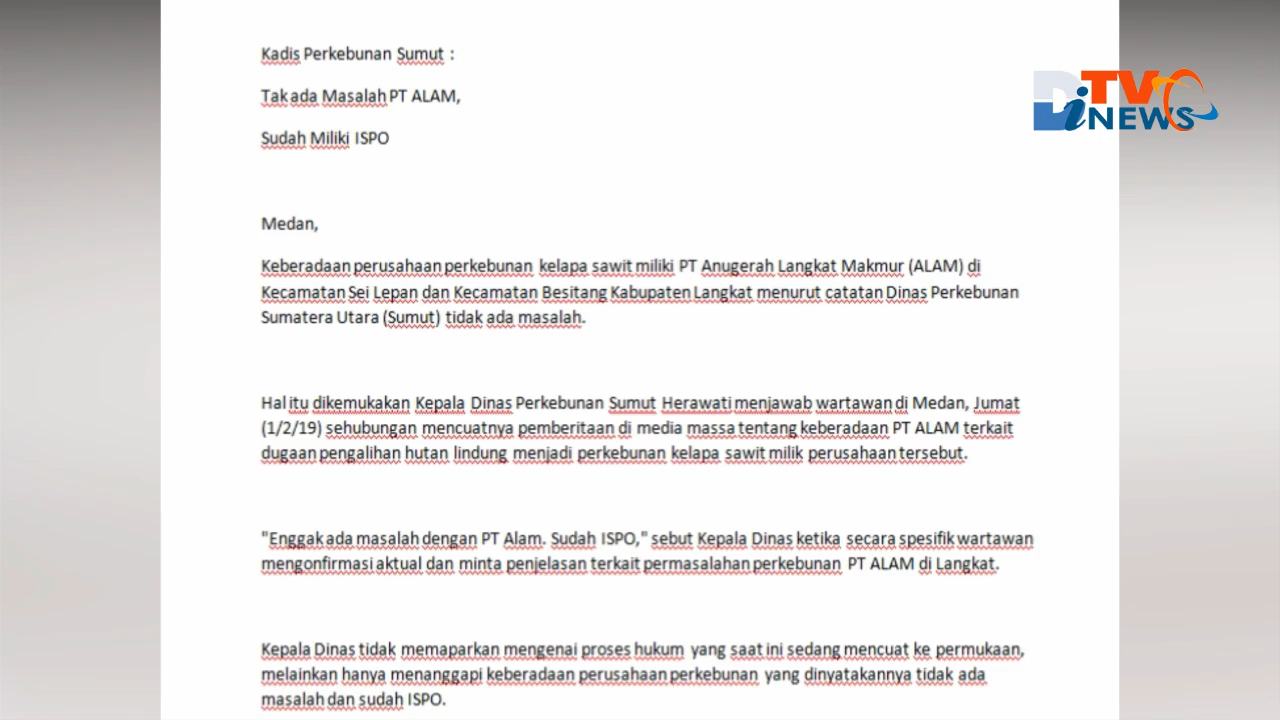 Kadis Perkebunan Sumut :
Tak ada Masalah PT ALAM,
Sudah Miliki ISPO
DiTV NEWS
Medan,
Keberadaan perusahaan perkebunan kelapa sawit miliki PT Anugerah Langkat Makmur (ALAM) di
Kecamatan Sei Lepan dan Kecamatan Besitang Kabupaten Langkat menurut catatan Dinas Perkebunan
Sumatera Utara (Sumut) tidak ada masalah.
Hal itu dikemukakan Kepala Dinas Perkebunan Sumut Herawati menjawab wartawan di Medan, Jumat
(1/2/19) sehubungan mencuatnya pemberitaan di media massa tentang keberadaan PT ALAM terkait
dugaan pengalihan hutan lindung menjadi perkebunan kelapa sawit milik perusahaan tersebut.
"Enggak ada masalah dengan PT Alam. Sudah ISPO," sebut Kepala Dinas ketika secara spesifik wartawan
mengonfirmasi aktual dan minta penjelasan terkait permasalahan perkebunan PT ALAM di Langkat.
Kepala Dinas tidak memaparkan mengenai proses hukum yang saat ini sedang mencuat ke permukaan,
melainkan hanya menanggapi keberadaan perusahaan perkebunan yang dinyatakannya tidak ada
masalah dan sudah ISPO.